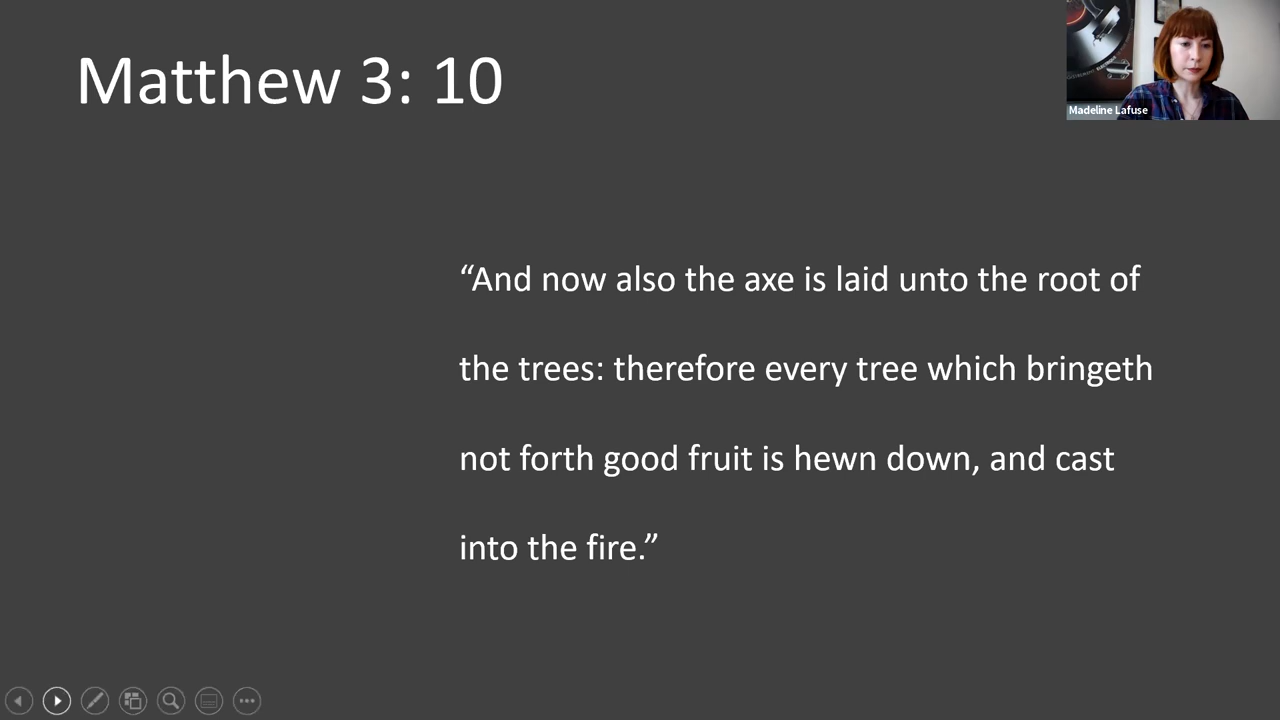 Matthew 3: 10
Madeline Lafuse
“And now also the axe is laid unto the root of
the trees: therefore every tree which bringeth
not forth good fruit is hewn down, and cast
into the fire.”